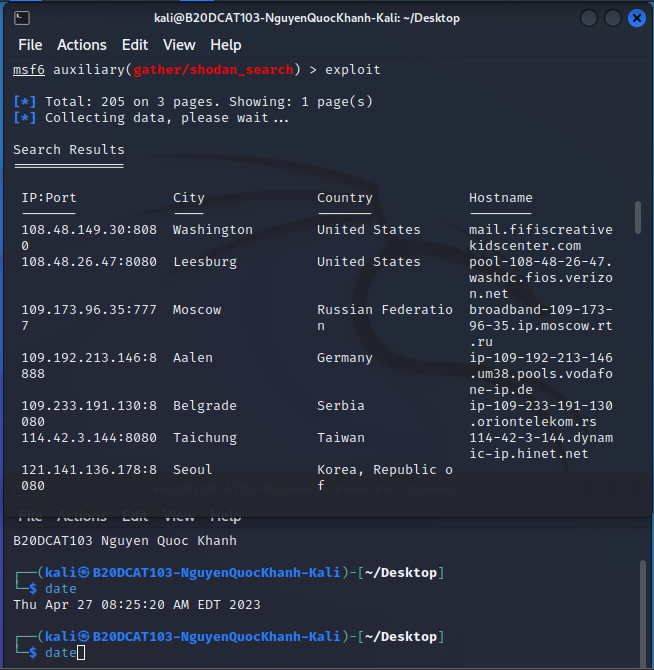 kali@B20DCAT103-NguyenQuocKhanh-Kali: ~/Desktop
File Actions Edit View Help
msf6 auxiliary(gather/shodan_search) > exploit
[*] Total: 205 on 3 pages. Showing: 1 page(s)
[*] Collecting data, please wait...
Search Results
IP:Port City Country Hostname
108.48.149.30:808 Washington United States mail.fifiscreative
0 kidscenter.com
108.48.26.47:8080 Leesburg United States pool-108-48-26-47.
washdc.fios.verizo
n.net
109.173.96.35:777 Moscow Russian Federatio broadband-109-173-
7 n 96-35.ip.moscow.rt
.ru
109.192.213.146:8 Aalen Germany ip-109-192-213-146
888 .um38.pools.vodafo
ne-ip.de
109.233.191.130:8 Belgrade Serbia ip-109-233-191-130
080 .oriontelekom.rs
114.42.3.144:8080 Taichung Taiwan 114-42-3-144.dynam
ic-ip.hinet.net
121.141.136.178:8 Seoul Korea, Republic o
080 f
kali@B20DCAT103-NguyenQuocKhanh-Kali: ~/Desktop
File Actions Edit View Help
B20DCAT103 Nguyen Quoc Khanh
┌──(kali㉿B20DCAT103-NguyenQuocKhanh-Kali)-[~/Desktop]
└─$ date
Thu Apr 27 08:25:20 AM EDT 2023
┌──(kali㉿B20DCAT103-NguyenQuocKhanh-Kali)-[~/Desktop]
└─$ date